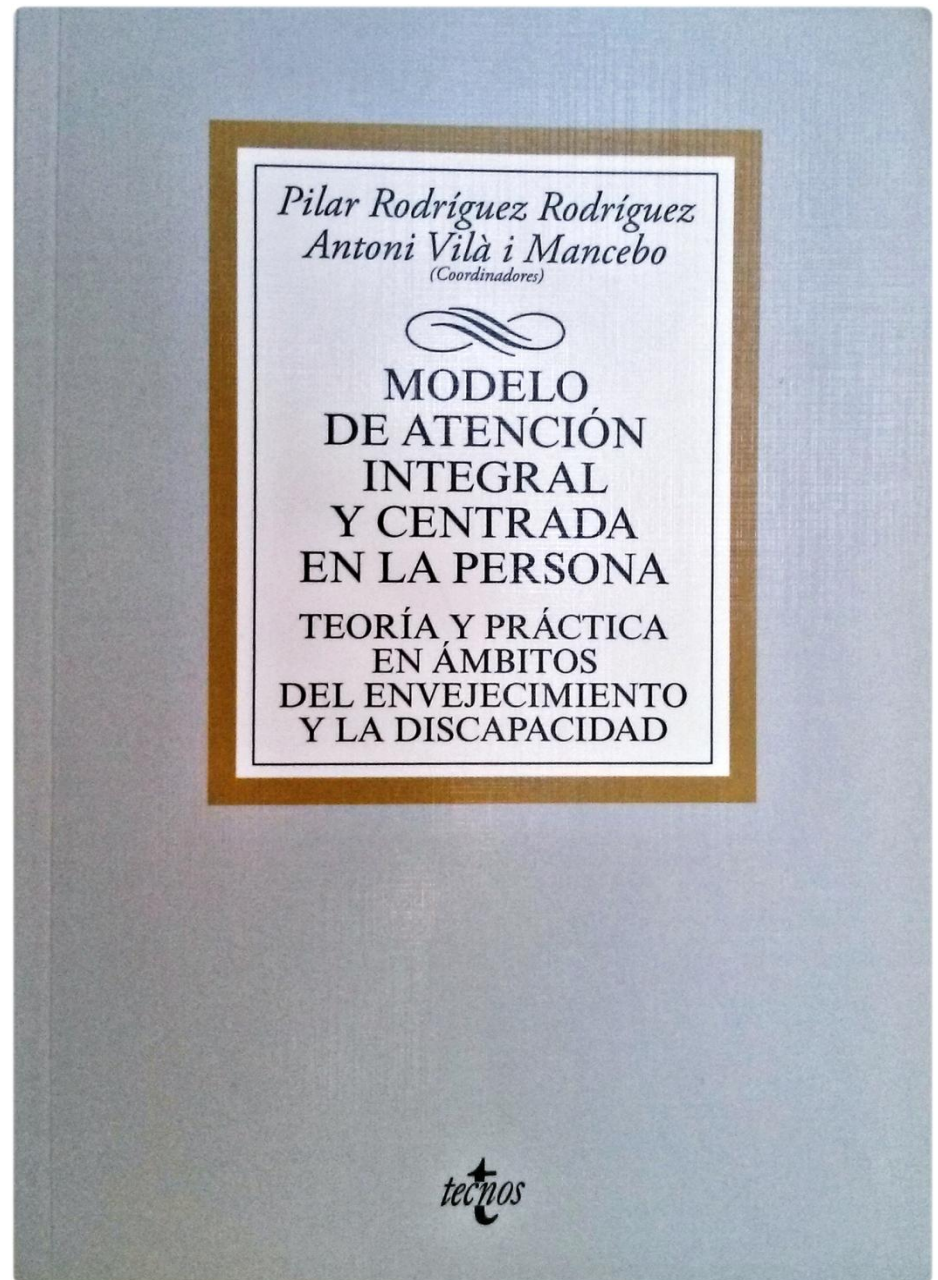 Pilar Rodríguez Rodríguez
Antoni Vilà i Mancebo
(Coordinadores)
MODELO
DE ATENCIÓN
INTEGRAL
Y CENTRADA
EN LA PERSONA
TEORÍA Y PRÁCTICA
EN ÁMBITOS
DEL ENVEJECIMIENTO
Y LA DISCAPACIDAD
tecnos